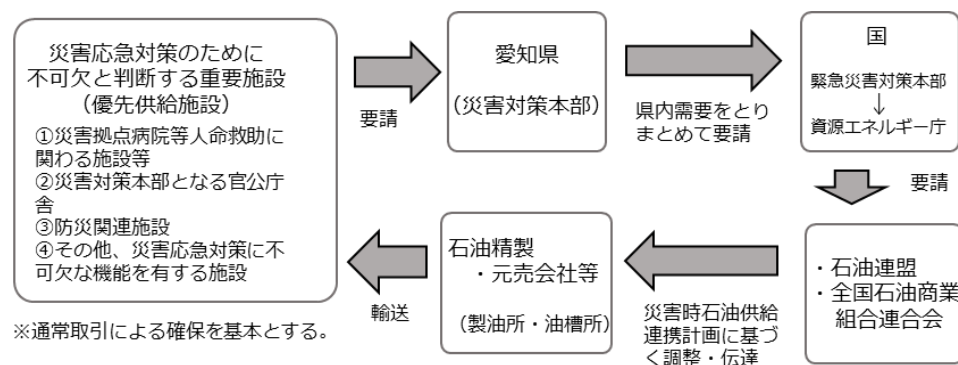 災害応急対策のために
不可欠と判断する重要施設
(優先供給施設)
①災害拠点病院等人命救助に
関わる施設等
②災害対策本部となる官公庁
舎
③防災関連施設
④その他、災害応急対策に不
可欠な機能を有する施設
要請
愛知県
(災害対策本部)
県内需要をとり
まとめて要請
国
緊急災害対策本部
↓
資源エネルギー庁
要請
・石油連盟
・全国石油商業
組合連合会
災害時石油供給
連携計画に基づ
く調整・伝達
石油精製
・元売会社等
(製油所・油槽所)
輸送
※通常取引による確保を基本とする。